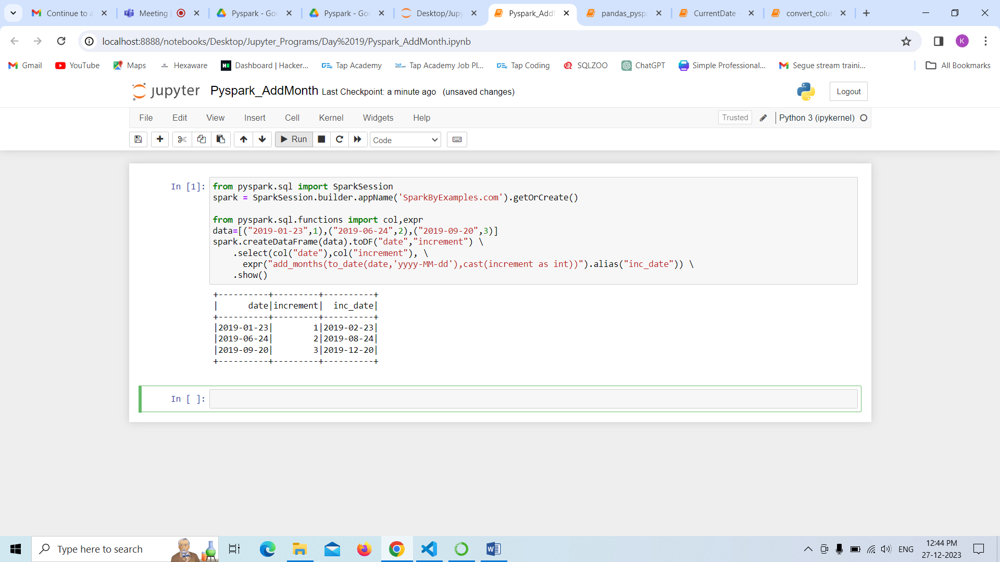 Continue to a
Meeting |
Pyspark - Goo
Pyspark - Goo
Desktop/Jupy
Pyspark_AddM
pandas_pyspa
CurrentDate -
convert_colum
localhost:8888/notebooks/Desktop/Jupyter_Programs/Day%2019/Pyspark_AddMonth.ipynb
K
Gmail
YouTube
Maps
Hexaware
Dashboard | Hacker...
Tap Academy
Tap Academy Job Pl...
Tap Coding
SQLZOO
ChatGPT
Simple Professional...
Segue stream traini...
All Bookmarks
jupyter Pyspark_AddMonth Last Checkpoint: a minute ago (unsaved changes)
Logout
File Edit View Insert Cell Kernel Widgets Help
Trusted
Python 3 (ipykernel)
Run
Code
In [1]:
from pyspark.sql import SparkSession
spark = SparkSession.builder.appName('SparkByExamples.com').getOrCreate()
from pyspark.sql.functions import col,expr
data=[("2019-01-23",1),("2019-06-24",2),("2019-09-20",3)]
spark.createDataFrame(data).toDF("date","increment") \
    .select(col("date"),col("increment"), \
      expr("add_months(to_date(date,'yyyy-MM-dd'),cast(increment as int))").alias("inc_date")) \
    .show()
+----------+---------+----------+
|      date|increment|  inc_date|
+----------+---------+----------+
|2019-01-23|        1|2019-02-23|
|2019-06-24|        2|2019-08-24|
|2019-09-20|        3|2019-12-20|
+----------+---------+----------+
In [ ]:
Type here to search
ENG
12:44 PM
27-12-2023